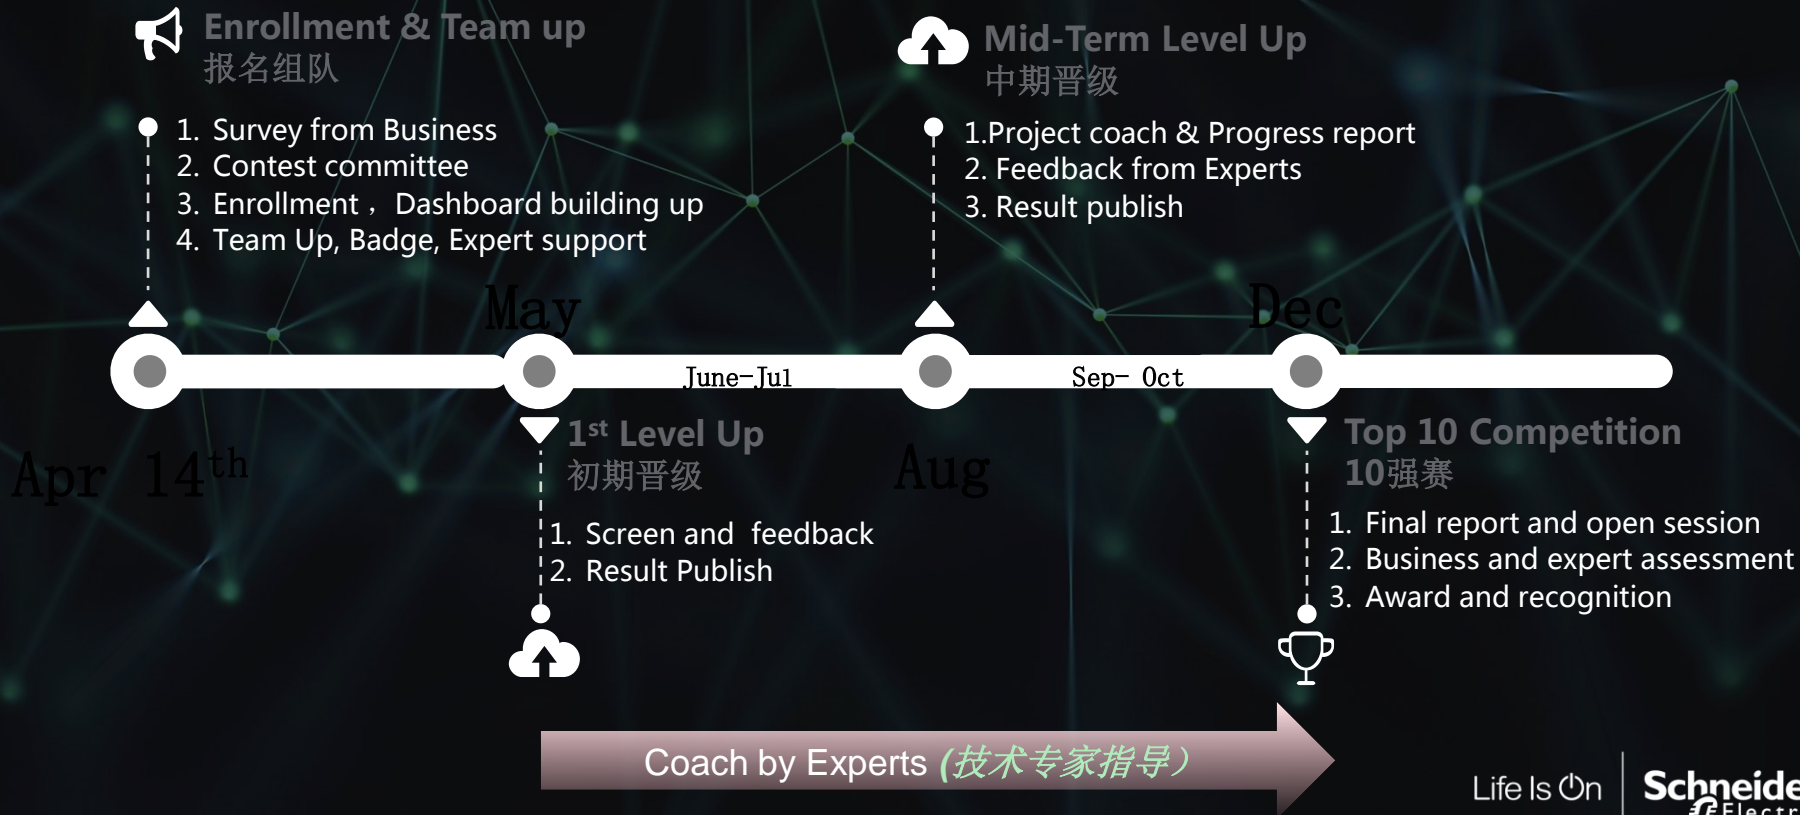 Enrollment & Team up
报名组队
1. Survey from Business
2. Contest committee
3. Enrollment ，Dashboard building up
4. Team Up, Badge, Expert support
Mid-Term Level Up
中期晋级
1.Project coach & Progress report
2. Feedback from Experts
3. Result publish
May
Dec
June-Jul
Sep- Oct
Apr 14th
Aug
1st Level Up
初期晋级
1. Screen and feedback
2. Result Publish
Top 10 Competition
10强赛
1. Final report and open session
2. Business and expert assessment
3. Award and recognition
Coach by Experts (技术专家指导）
Life Is On
Schneide
Electr